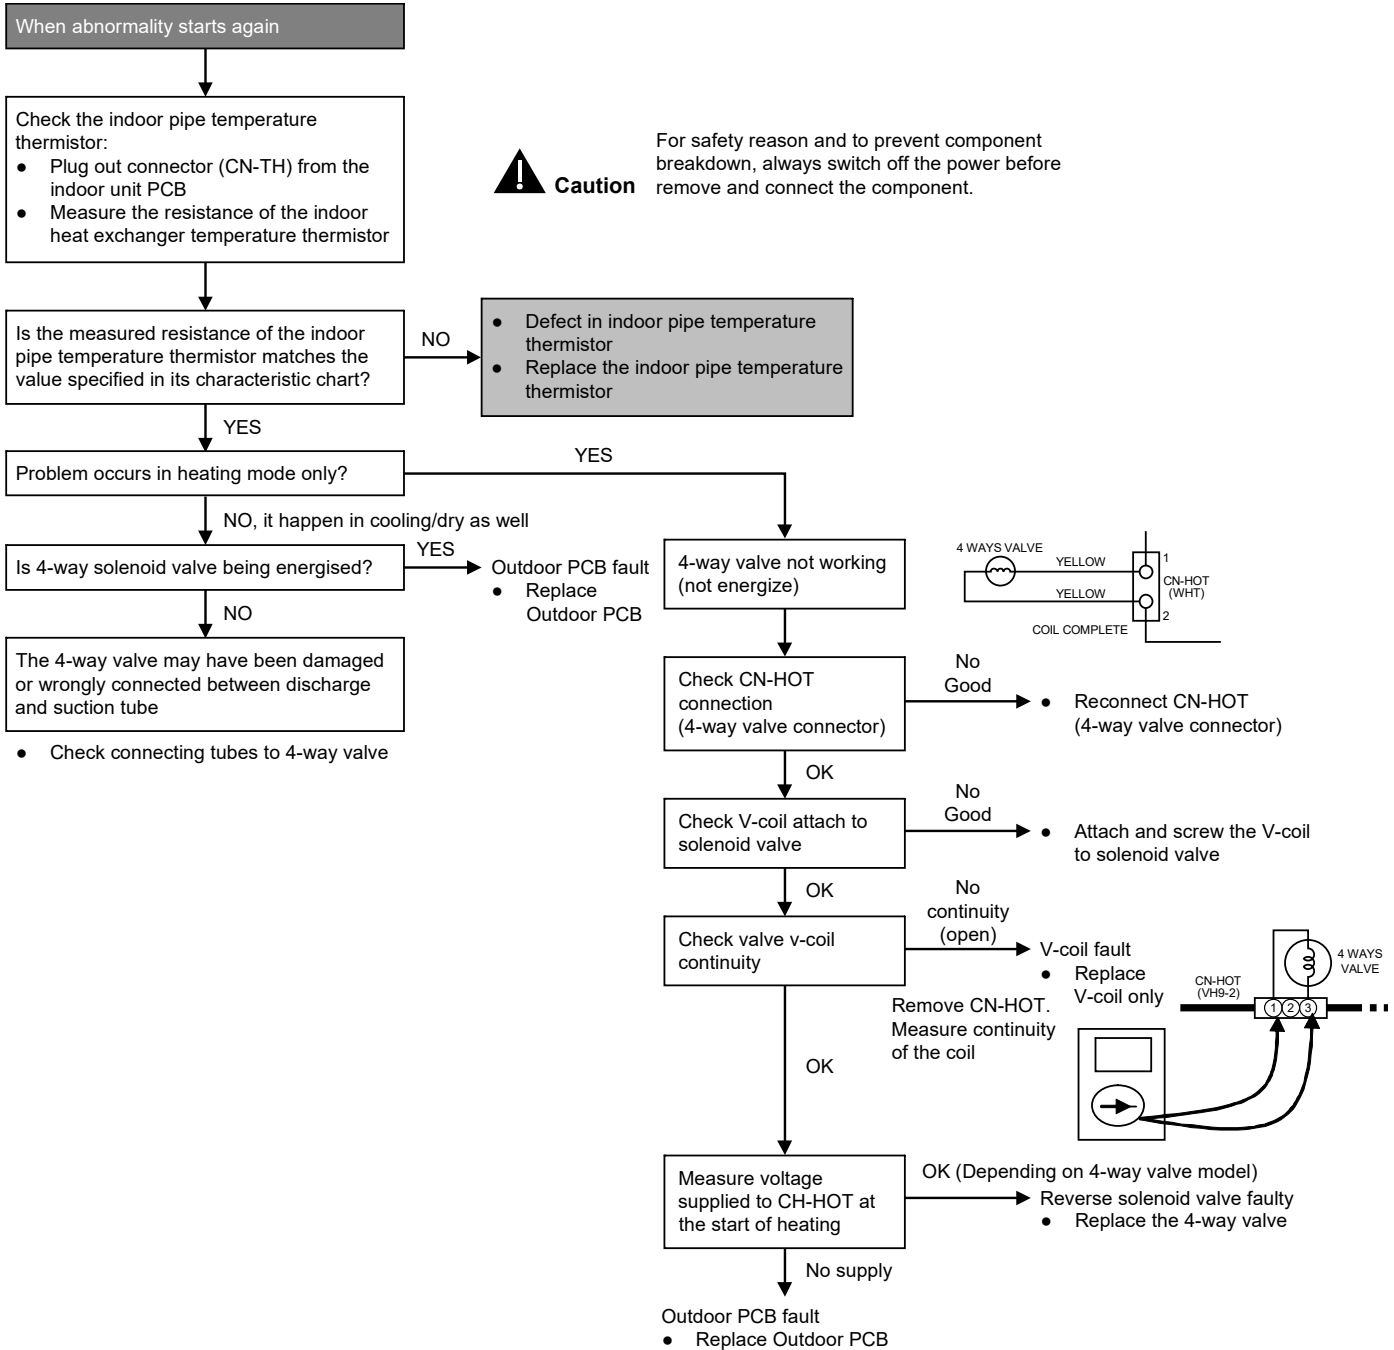 When abnormality starts again
Check the indoor pipe temperature
thermistor:
● Plug out connector (CN-TH) from the
indoor unit PCB
● Measure the resistance of the indoor
heat exchanger temperature thermistor
Caution
For safety reason and to prevent component
breakdown, always switch off the power before
remove and connect the component.
Is the measured resistance of the indoor
pipe temperature thermistor matches the
value specified in its characteristic chart?
NO
● Defect in indoor pipe temperature
thermistor
● Replace the indoor pipe temperature
thermistor
YES
Problem occurs in heating mode only?
YES
NO, it happen in cooling/dry as well
Is 4-way solenoid valve being energised?
YES
Outdoor PCB fault
● Replace
Outdoor PCB
NO
The 4-way valve may have been damaged
or wrongly connected between discharge
and suction tube
● Check connecting tubes to 4-way valve
4-way valve not working
(not energize)
4 WAYS VALVE
YELLOW
YELLOW
1
CN-HOT
(WHT)
2
COIL COMPLETE
Check CN-HOT
connection
(4-way valve connector)
No
Good
● Reconnect CN-HOT
(4-way valve connector)
OK
Check V-coil attach to
solenoid valve
No
Good
● Attach and screw the V-coil
to solenoid valve
OK
Check valve v-coil
continuity
No
continuity
(open)
V-coil fault
● Replace
V-coil only
Remove CN-HOT.
Measure continuity
of the coil
CN-HOT
(VH9-2)
4 WAYS
VALVE
1 2 3
OK
Measure voltage
supplied to CH-HOT at
the start of heating
OK (Depending on 4-way valve model)
Reverse solenoid valve faulty
● Replace the 4-way valve
No supply
Outdoor PCB fault
● Replace Outdoor PCB